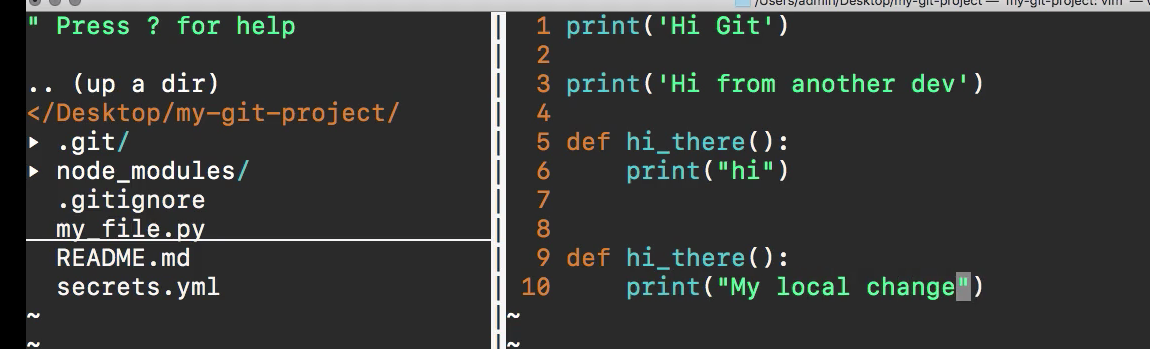 /Users/admin/Desktop/my-git-project — my-git-project: vim —
" Press ? for help
.. (up a dir)
</Desktop/my-git-project/
▸ .git/
▸ node_modules/
.gitignore
my_file.py
README.md
secrets.yml
~
~
1 print('Hi Git')
2
3 print('Hi from another dev')
4
5 def hi_there():
6 print("hi")
7
8
9 def hi_there():
10 print("My local change")
~
~